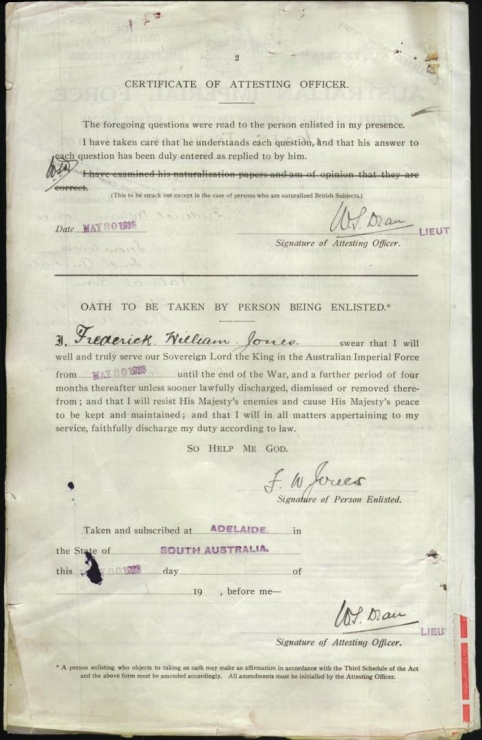 2
CERTIFICATE OF ATTESTING OFFICER.
The foregoing questions were read to the person enlisted in my presence.
I have taken care that he understands each question, and that his answer to
each question has been duly entered as replied to by him.
I have examined his naturalization papers and am of opinion that they are
correct.
(This to be struck out except in the case of persons who are naturalized British Subjects.)
Date MAY 30 1916
LIEUT
Signature of Attesting Officer.
OATH TO BE TAKEN BY PERSON BEING ENLISTED.*
I, Frederick William Jones. swear that I will
well and truly serve our Sovereign Lord the King in the Australian Imperial Force
from MAY 30 1916 until the end of the War, and a further period of four
months thereafter unless sooner lawfully discharged, dismissed or removed there-
from; and that I will resist His Majesty's enemies and cause His Majesty's peace
to be kept and maintained; and that I will in all matters appertaining to my
service, faithfully discharge my duty according to law.
SO HELP ME GOD.
F. W Jones
Signature of Person Enlisted.
Taken and subscribed at ADELAIDE. in
the State of SOUTH AUSTRALIA.
this day of
19 , before me—
LIEU
Signature of Attesting Officer.
* A person enlisting who objects to taking an oath may make an affirmation in accordance with the Third Schedule of the Act
and the above form must be amended accordingly. All amendments must be initialled by the Attesting Officer.